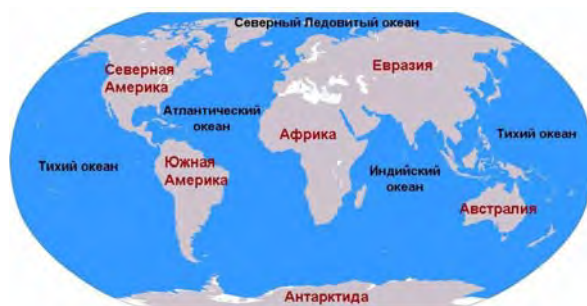 Северный Ледовитый океан
Северная
Америка
Евразия
Атлантический
океан
Африка
Тихий океан
Тихий океан
Южная
Америка
Индийский
океан
Австралия
Антарктида